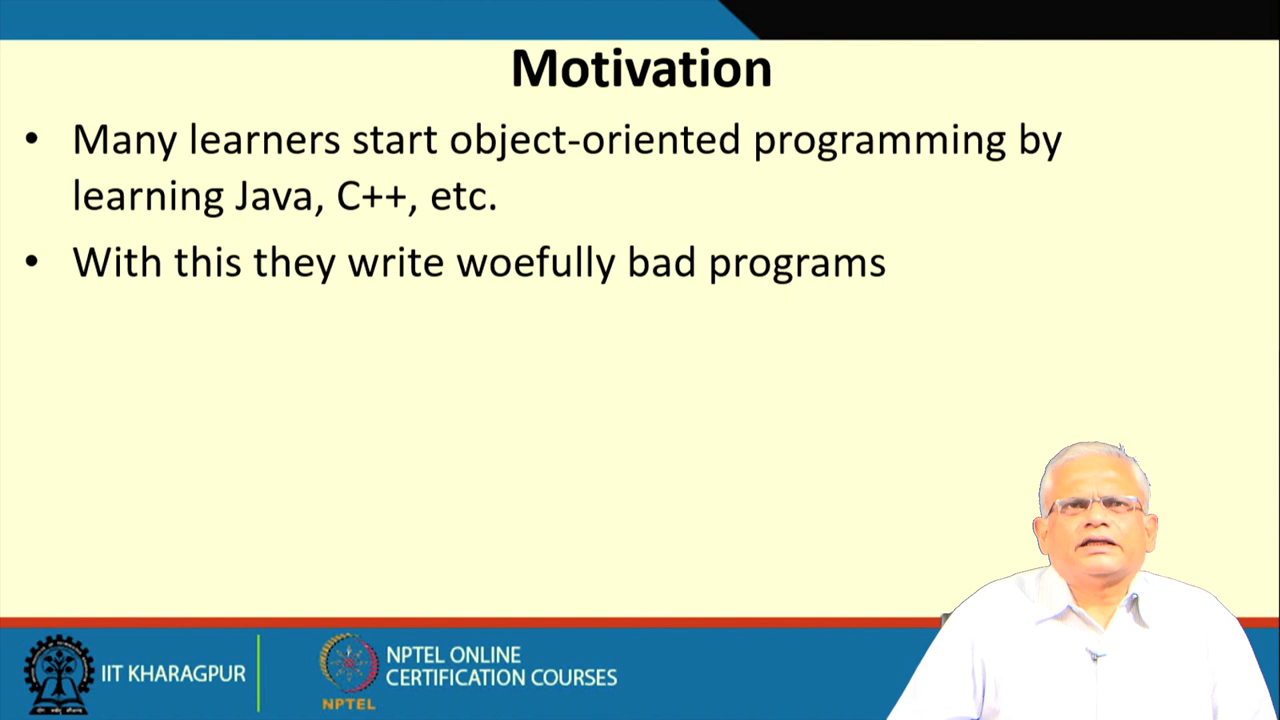 Motivation
• Many learners start object-oriented programming by
learning Java, C++, etc.
• With this they write woefully bad programs
IIT KHARAGPUR
NPTEL ONLINE
CERTIFICATION COURSES
NPTEL